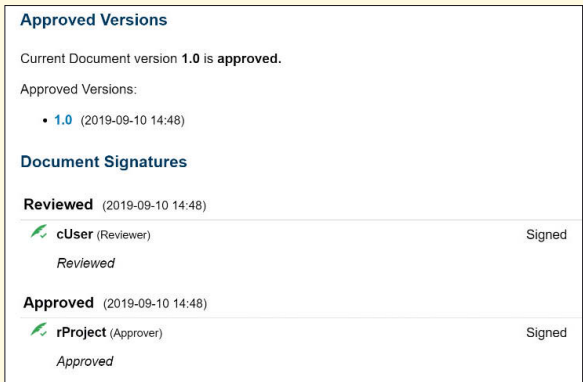 Approved Versions
Current Document version 1.0 is approved.
Approved Versions:
• 1.0 (2019-09-10 14:48)
Document Signatures
Reviewed (2019-09-10 14:48)
cUser (Reviewer) Signed
Reviewed
Approved (2019-09-10 14:48)
rProject (Approver) Signed
Approved